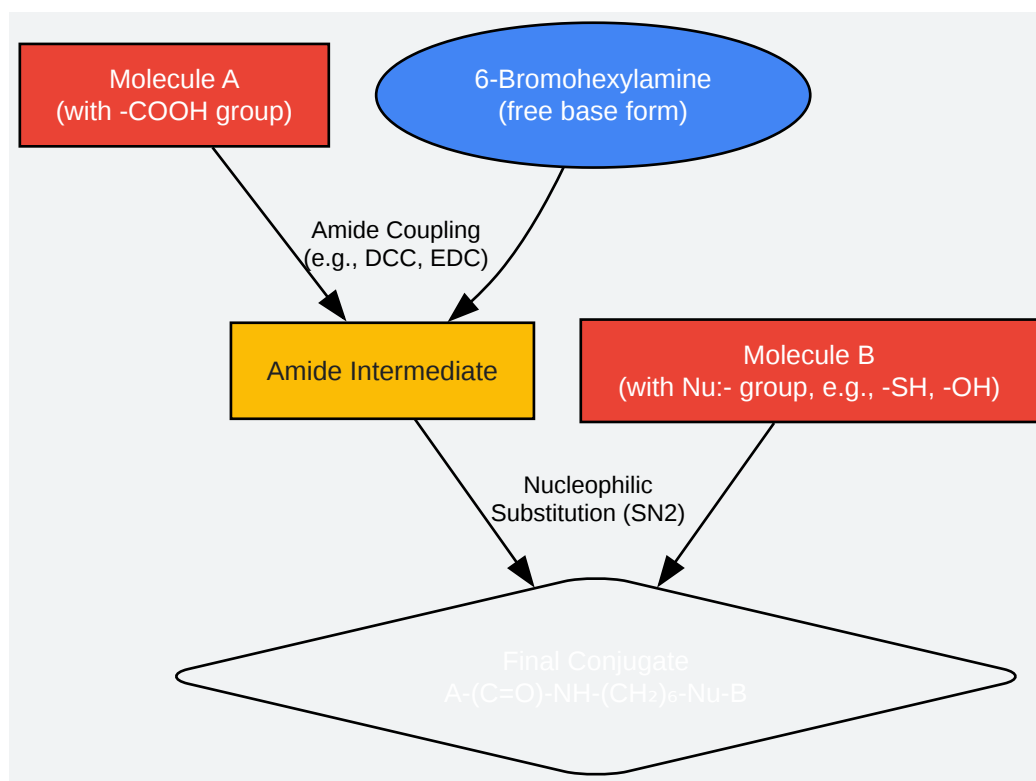 Molecule A
(with -COOH group)
6-Bromohexylamine
(free base form)
Amide Coupling
(e.g., DCC, EDC)
Amide Intermediate
Molecule B
(with Nu:- group, e.g., -SH, -OH)
Nucleophilic
Substitution (SN2)
Final Conjugate
A-(C=O)-NH-(CH₂)₆-Nu-B